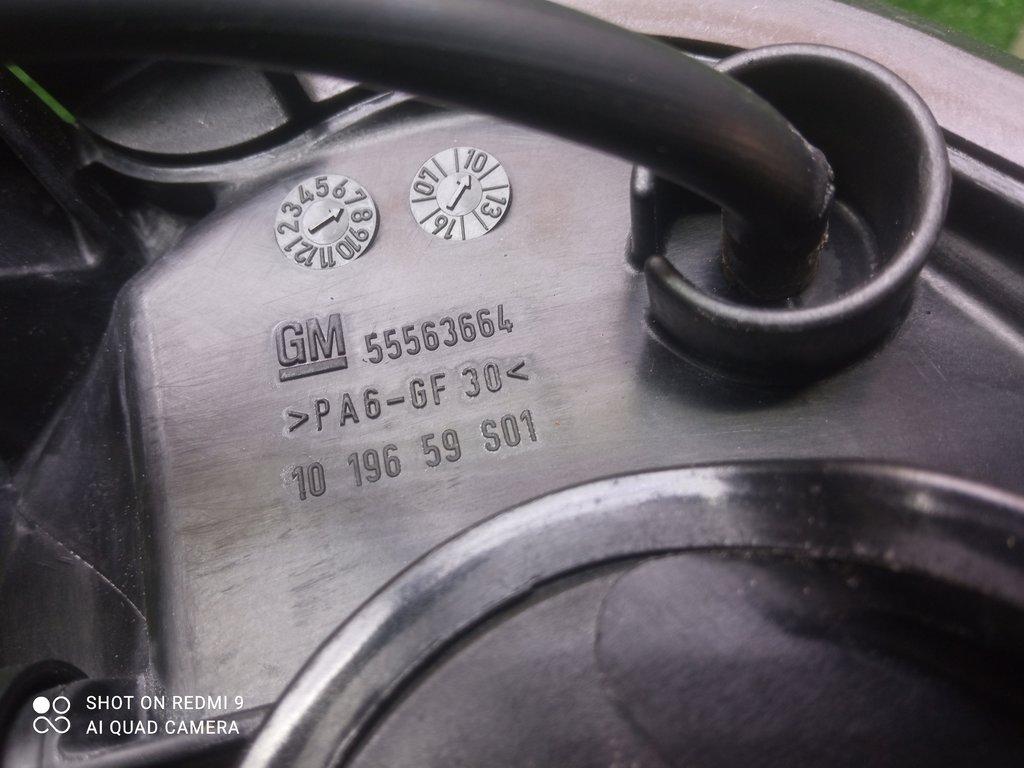 1 2 3 4 5 6 7 8 9 10 11 12
07 10 13 16
GM 55563664
>PA6-GF 30<
10 196 59 S01
SHOT ON REDMI 9
AI QUAD CAMERA